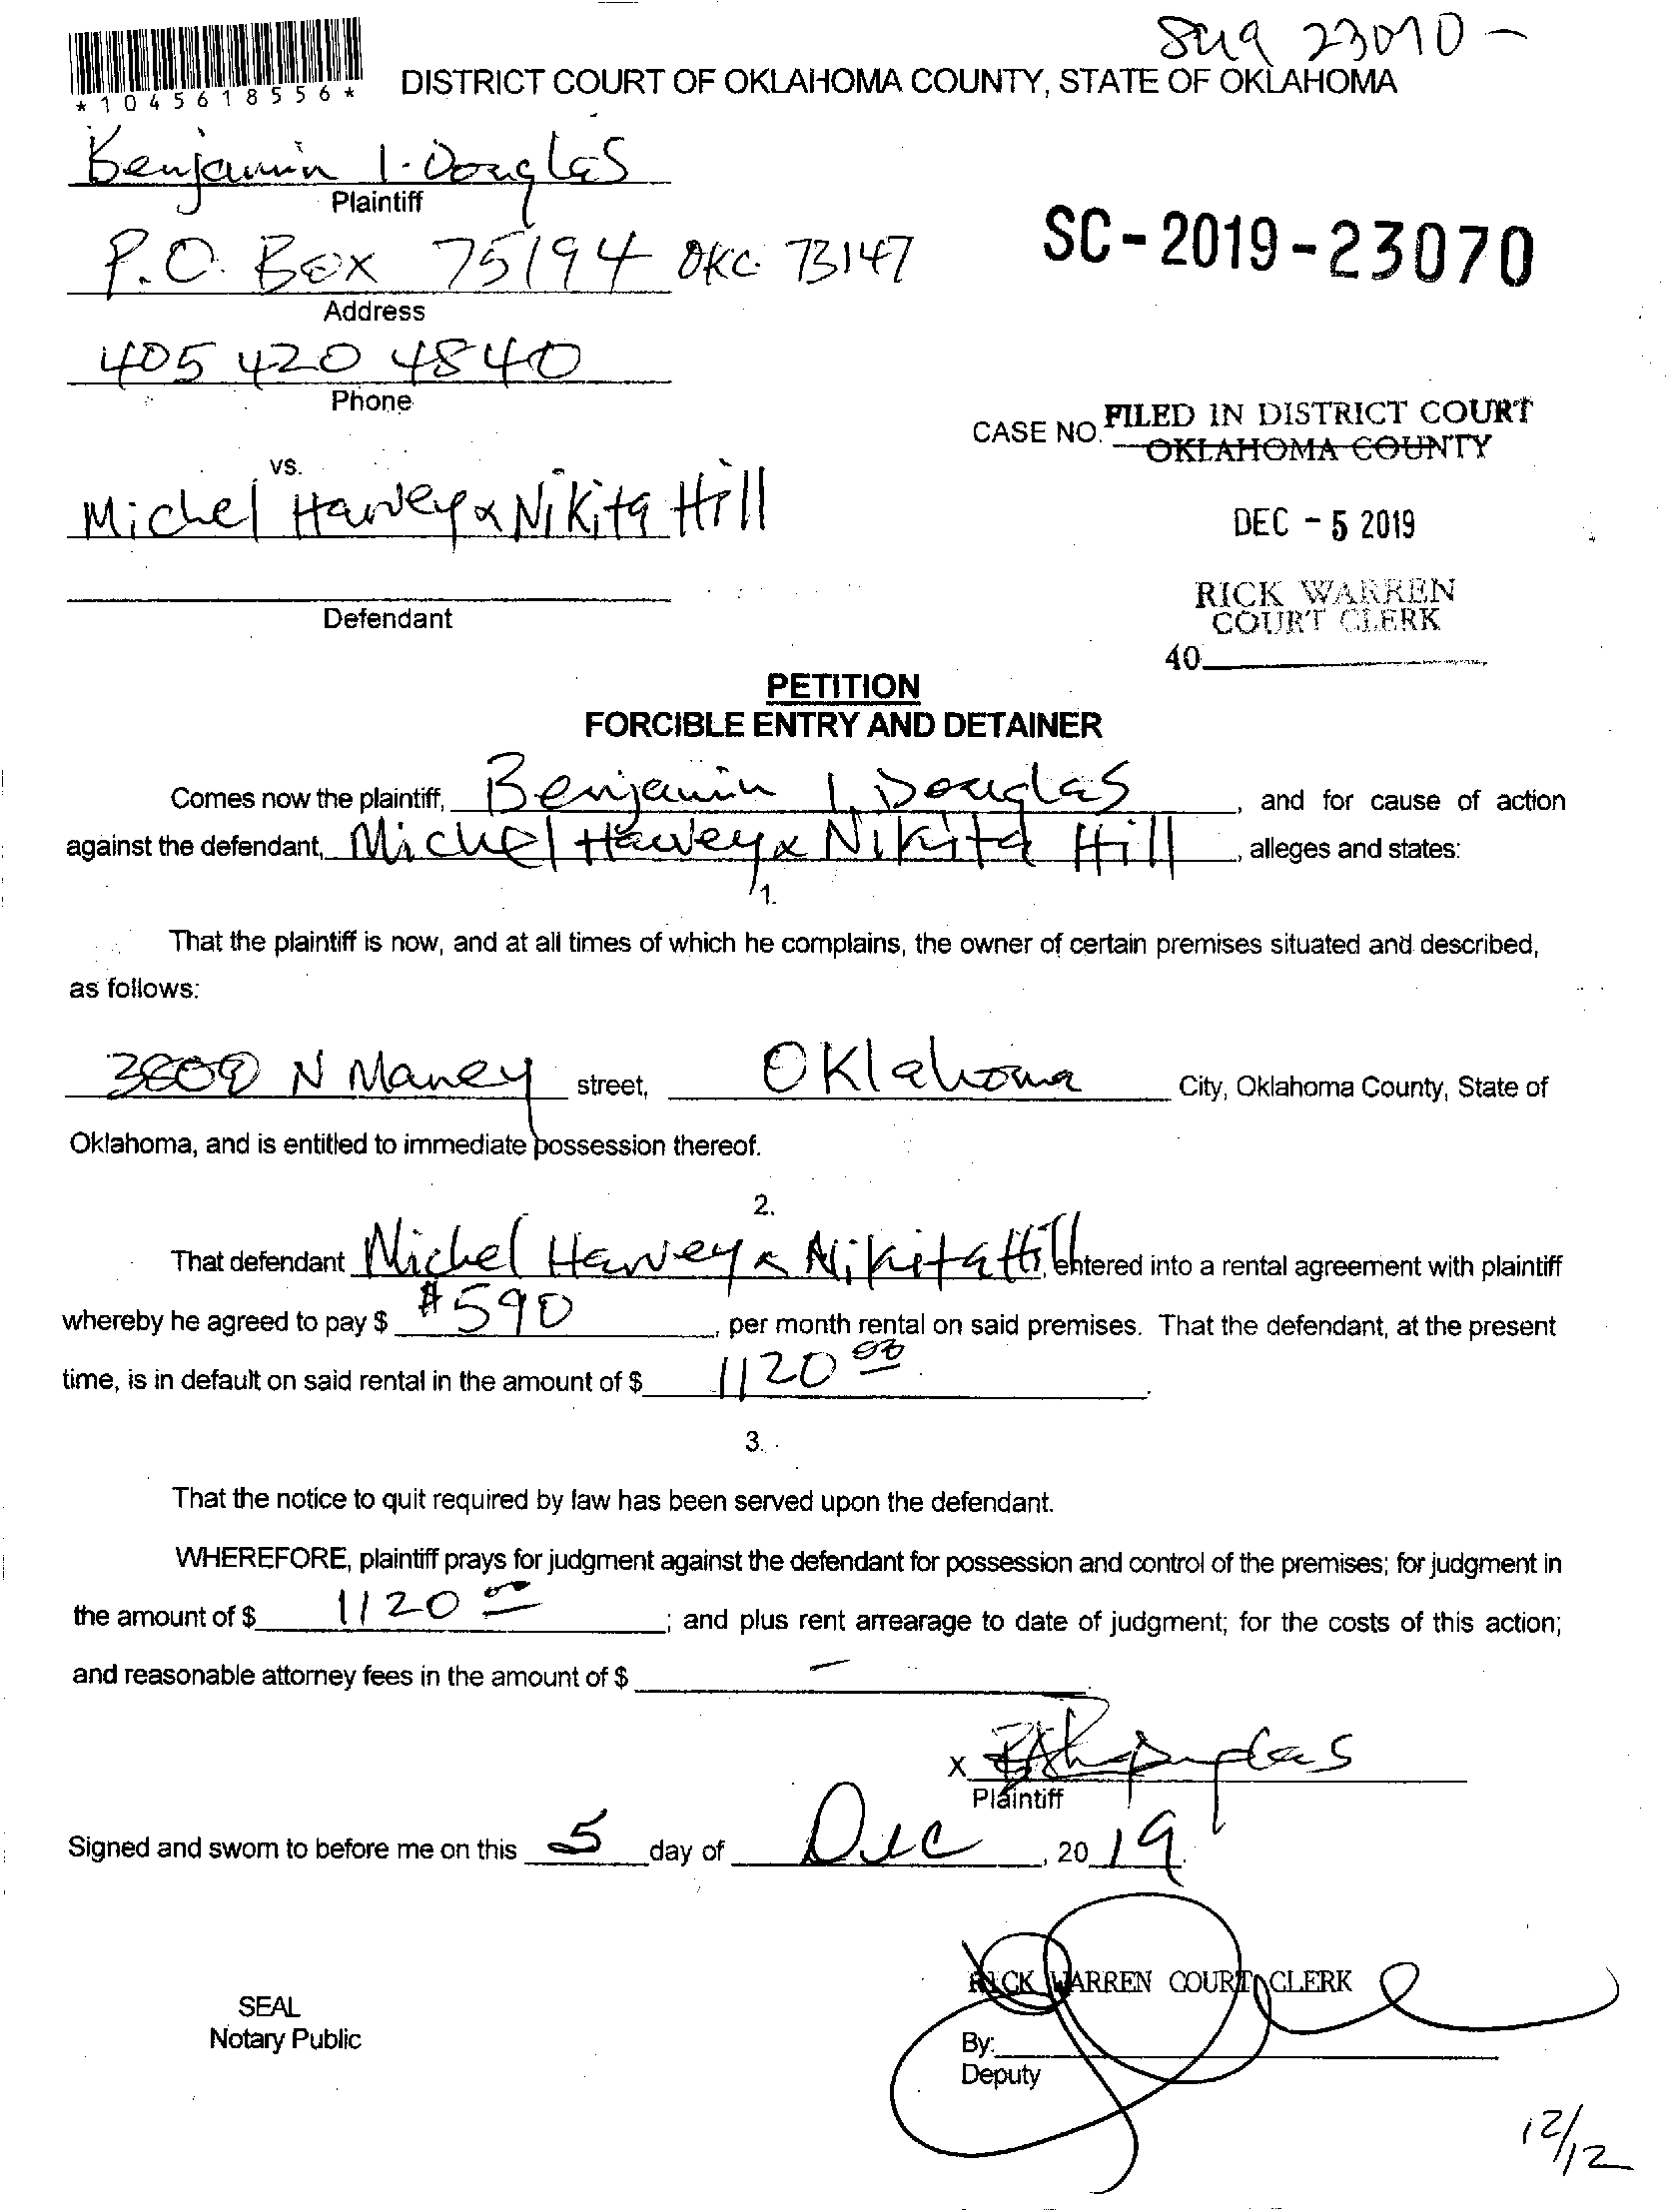 *1045618556*
DISTRICT COURT OF OKLAHOMA COUNTY, STATE OF OKLAHOMA
Benjamin I. Douglas
Plaintiff
P.O. Box 75194 OKC 73147
SC-2019-23070
Address
405 420 4840
Phone
CASE NO. FILED IN DISTRICT COURT
OKLAHOMA COUNTY
vs.
Michel Harvey & Nikita Hill
DEC - 5 2019
Defendant
RICK WARREN
COURT CLERK
40
PETITION
FORCIBLE ENTRY AND DETAINER
Comes now the plaintiff, Benjamin I. Douglas, and for cause of action
against the defendant, Michel Harvey & Nikita Hill, alleges and states:
1.
That the plaintiff is now, and at all times of which he complains, the owner of certain premises situated and described,
as follows:
N Maney street, Oklahoma City, Oklahoma County, State of
Oklahoma, and is entitled to immediate possession thereof.
2.
That defendant Michel Harvey & Nikita Hill, entered into a rental agreement with plaintiff
whereby he agreed to pay $ #590, per month rental on said premises. That the defendant, at the present
time, is in default on said rental in the amount of $ 1120 00.
3.
That the notice to quit required by law has been served upon the defendant.
WHEREFORE, plaintiff prays for judgment against the defendant for possession and control of the premises; for judgment in
the amount of $ 1120 00; and plus rent arrearage to date of judgment; for the costs of this action;
and reasonable attorney fees in the amount of $ -
X
Plaintiff
Signed and sworn to before me on this 5 day of Dec, 20 19.
RICK WARREN COURT CLERK
SEAL
Notary Public
By:
Deputy
12/12